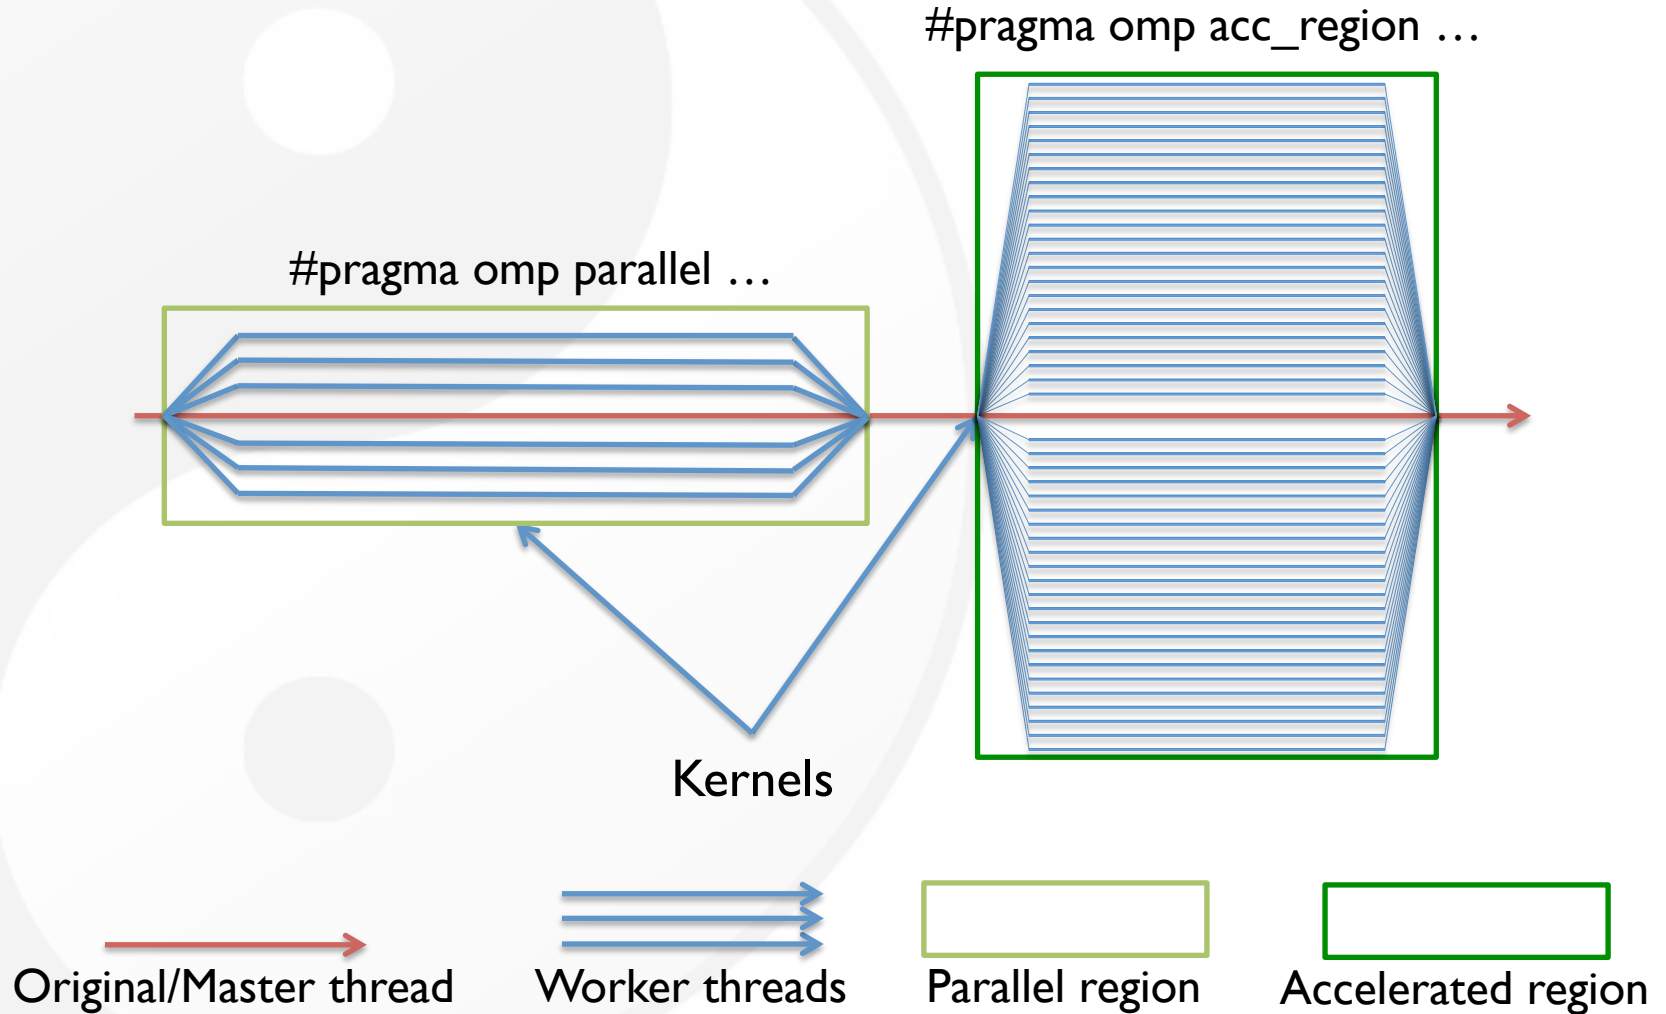 #pragma omp acc_region …
#pragma omp parallel …
Kernels
Original/Master thread
Worker threads
Parallel region
Accelerated region